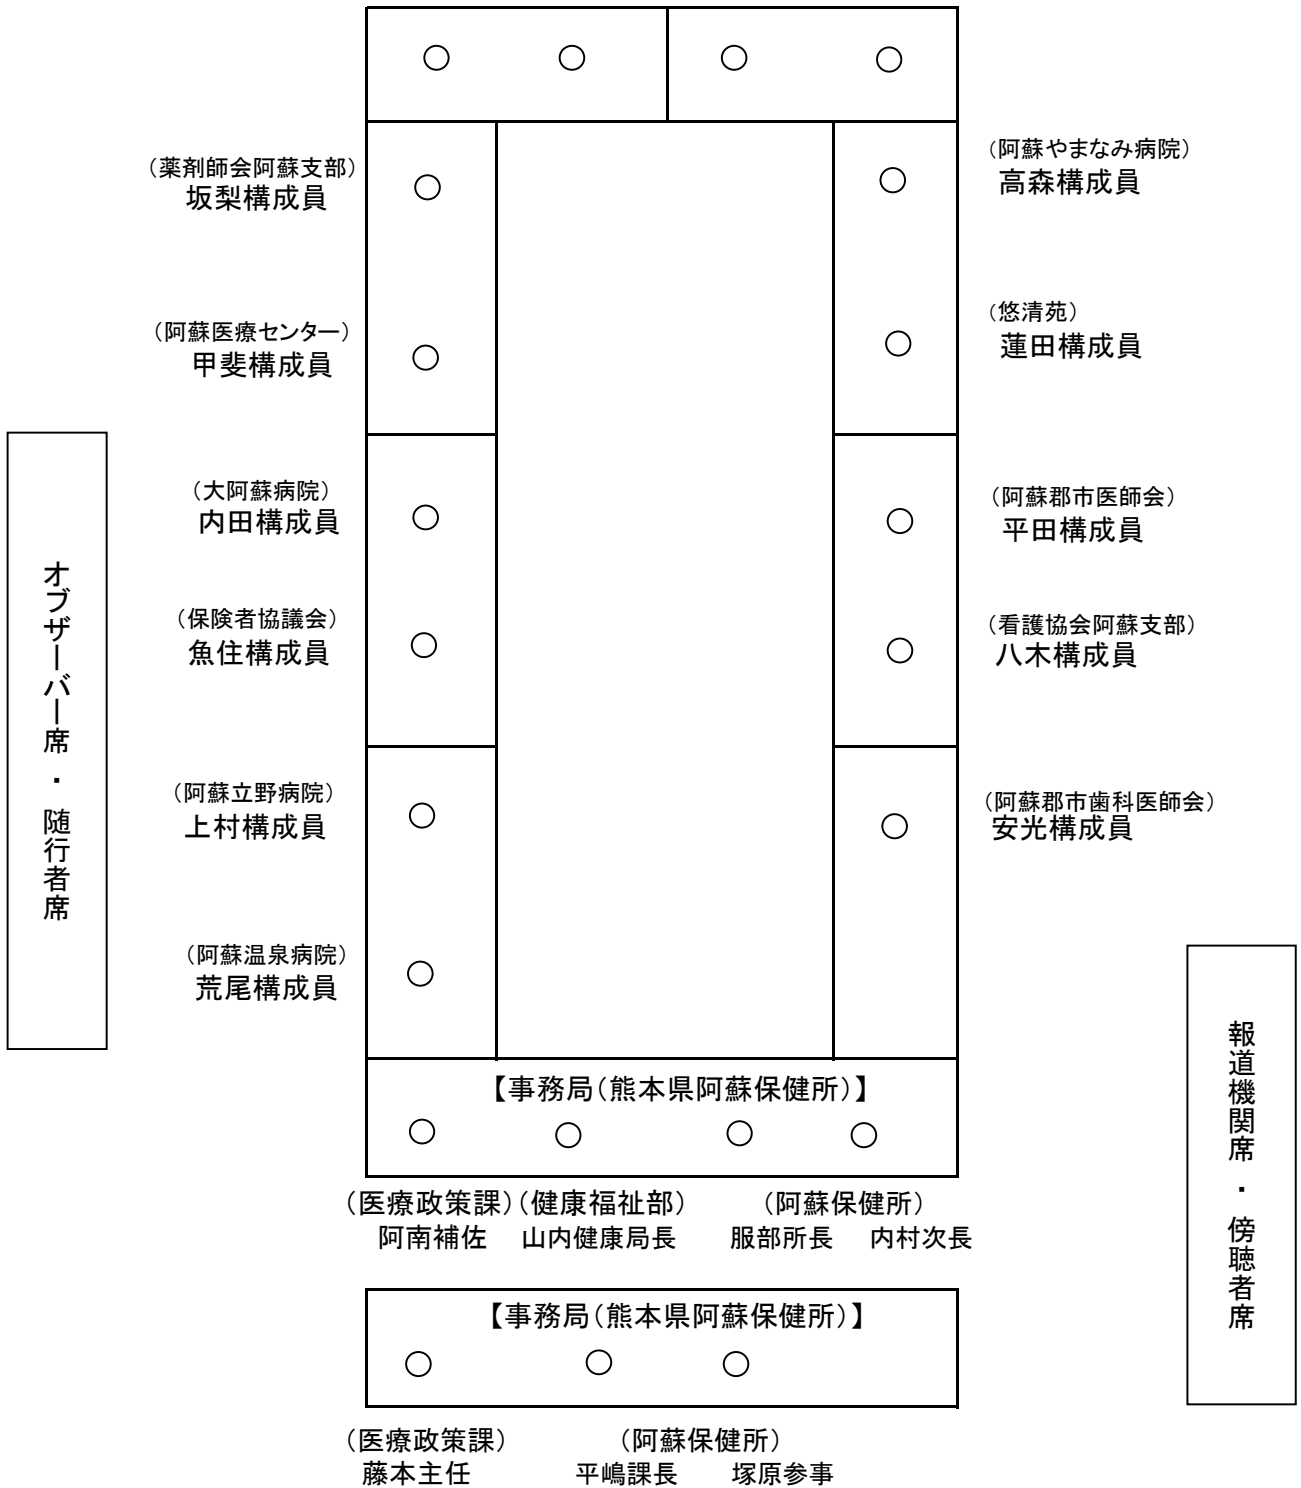 （薬剤師会阿蘇支部）
坂梨構成員
（阿蘇やまなみ病院）
高森構成員
（阿蘇医療センター）
甲斐構成員
（悠清苑）
蓮田構成員
（大阿蘇病院）
内田構成員
（阿蘇郡市医師会）
平田構成員
（保険者協議会）
魚住構成員
（看護協会阿蘇支部）
八木構成員
（阿蘇立野病院）
上村構成員
（阿蘇郡市歯科医師会）
安光構成員
（阿蘇温泉病院）
荒尾構成員
オブザーバー席・随行者席
報道機関席・傍聴者席
【事務局（熊本県阿蘇保健所）】
（医療政策課）（健康福祉部）　（阿蘇保健所）
阿南補佐　山内健康局長　服部所長　内村次長
【事務局（熊本県阿蘇保健所）】
（医療政策課）　（阿蘇保健所）
藤本主任　平嶋課長　塚原参事